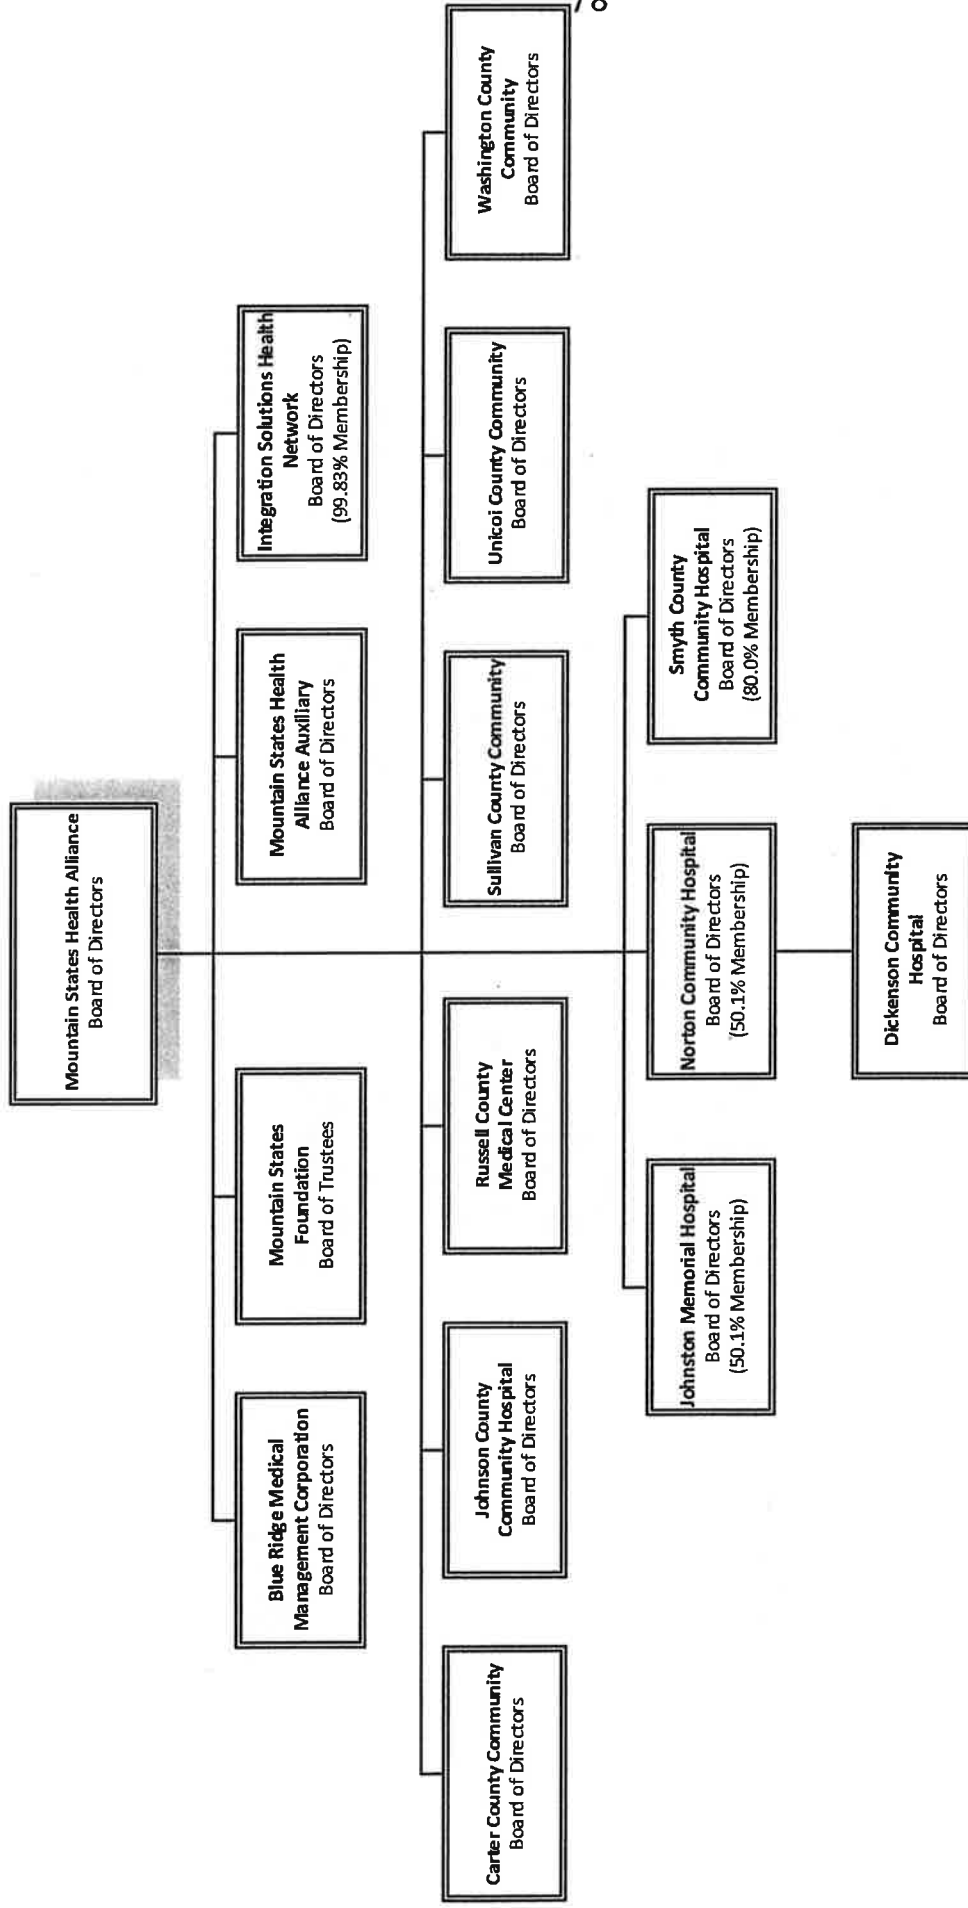 78
Mountain States Health Alliance
Board of Directors
Blue Ridge Medical
Management Corporation
Board of Directors
Mountain States
Foundation
Board of Trustees
Mountain States Health
Alliance Auxiliary
Board of Directors
Integration Solutions Health
Network
Board of Directors
(99.83% Membership)
Carter County Community
Board of Directors
Johnson County
Community Hospital
Board of Directors
Russell County
Medical Center
Board of Directors
Sullivan County Community
Board of Directors
Unicoi County Community
Board of Directors
Washington County
Community
Board of Directors
Johnston Memorial Hospital
Board of Directors
(50.1% Membership)
Norton Community Hospital
Board of Directors
(50.1% Membership)
Smyth County
Community Hospital
Board of Directors
(80.0% Membership)
Dickenson Community
Hospital
Board of Directors